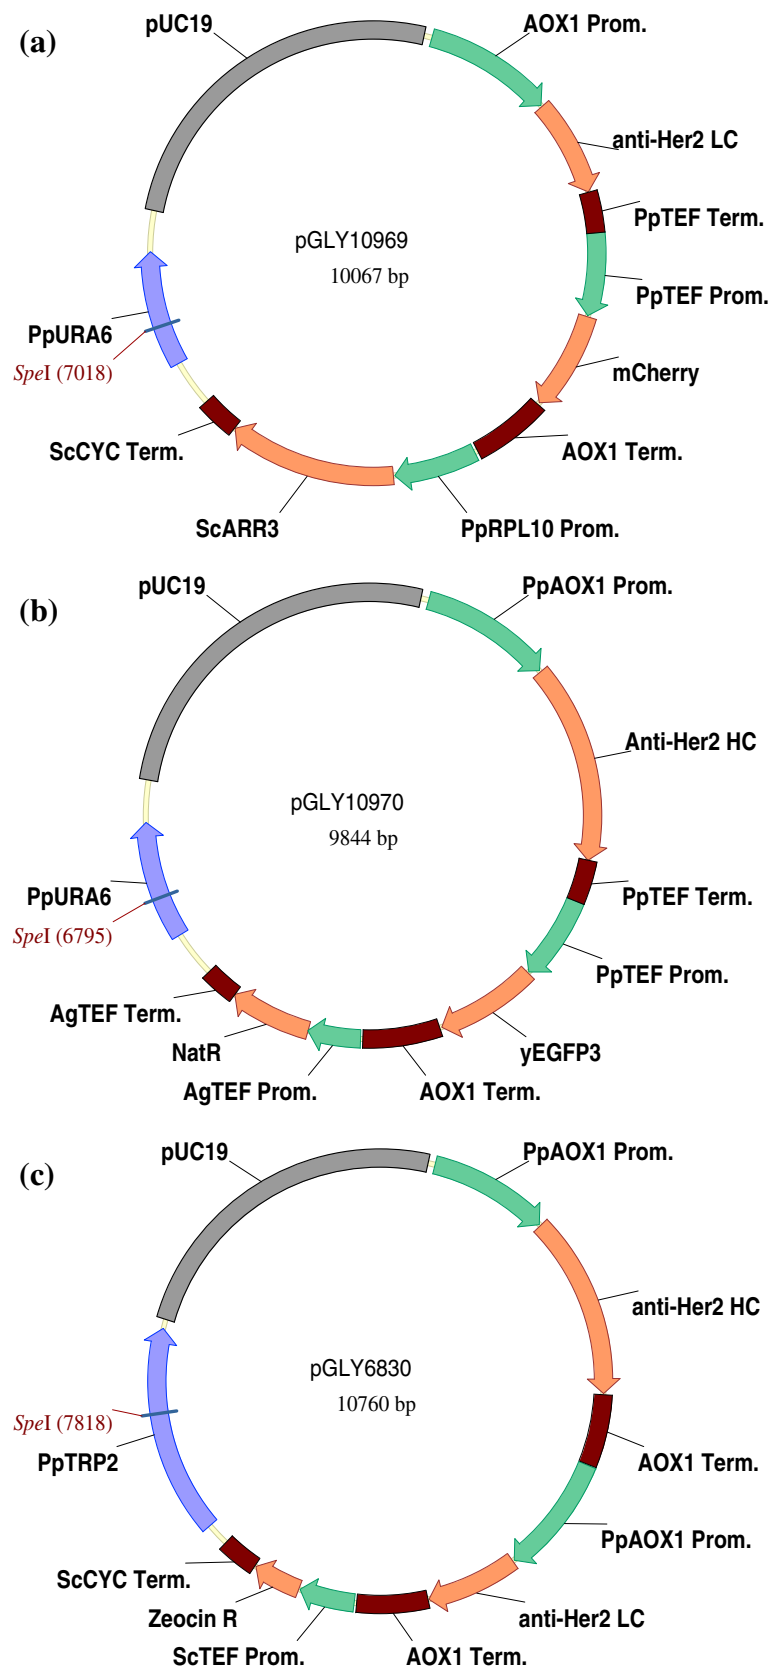 (a)
pUC19
AOX1 Prom.
anti-Her2 LC
PpTEF Term.
pGLY10969
10067 bp
PpTEF Prom.
PpURA6
SpeI (7018)
mCherry
ScCYC Term.
AOX1 Term.
ScARR3
PpRPL10 Prom.
(b)
pUC19
PpAOX1 Prom.
Anti-Her2 HC
pGLY10970
9844 bp
PpURA6
PpTEF Term.
SpeI (6795)
PpTEF Prom.
AgTEF Term.
NatR
yEGFP3
AgTEF Prom.
AOX1 Term.
(c)
pUC19
PpAOX1 Prom.
anti-Her2 HC
pGLY6830
10760 bp
SpeI (7818)
PpTRP2
AOX1 Term.
PpAOX1 Prom.
ScCYC Term.
Zeocin R
anti-Her2 LC
ScTEF Prom.
AOX1 Term.